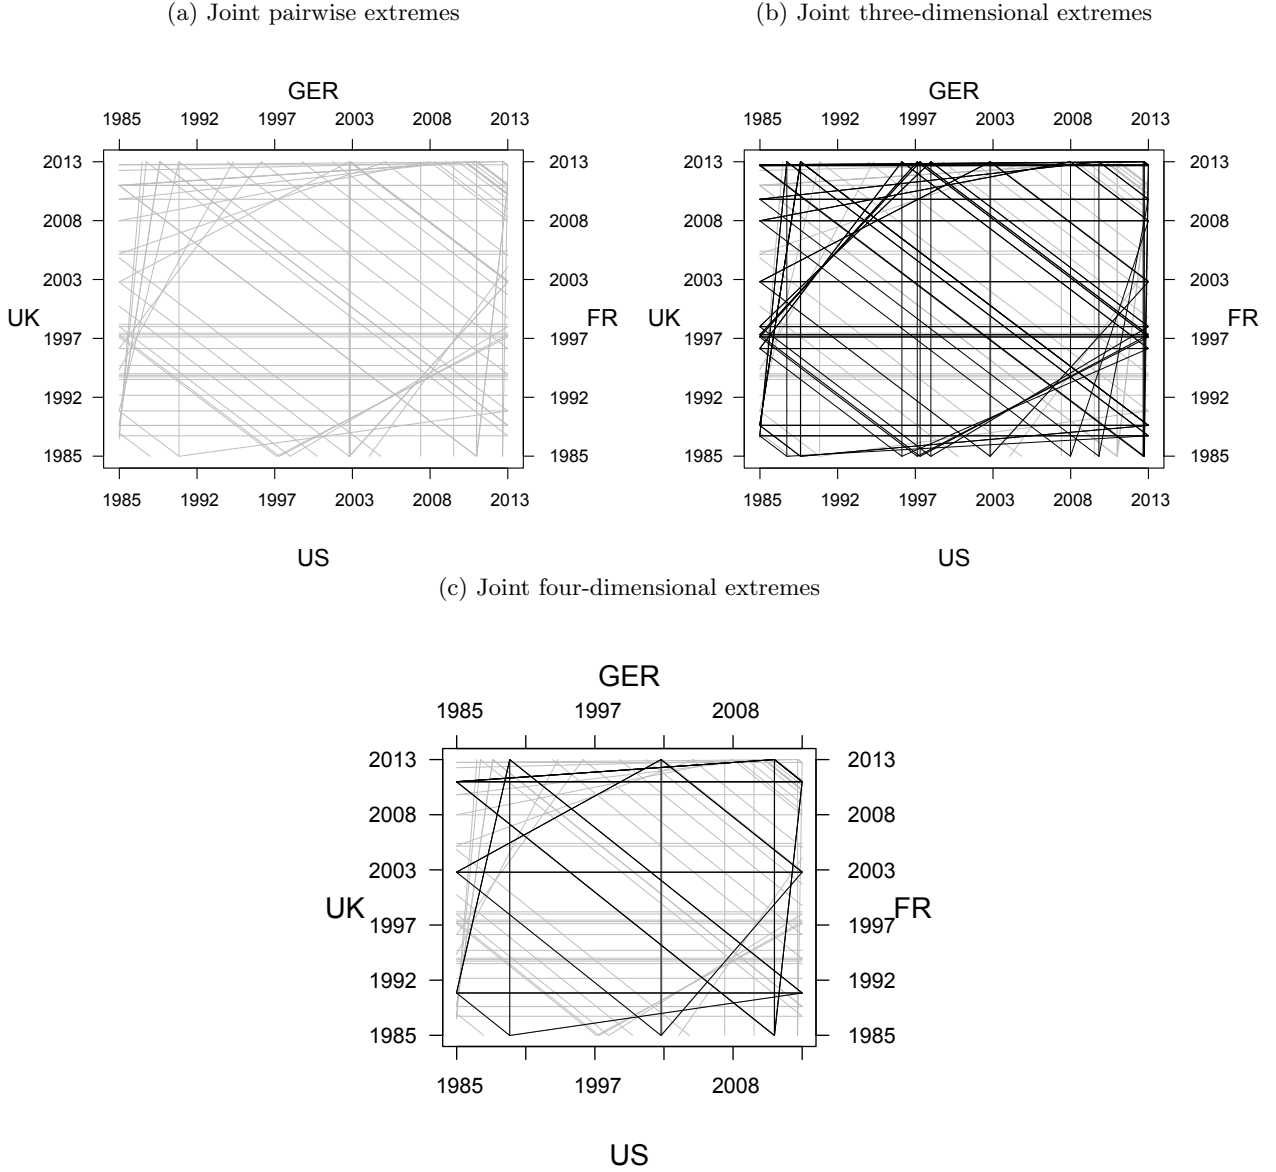 (a) Joint pairwise extremes
(b) Joint three-dimensional extremes
GER
GER
1985 1992 1997 2003 2008 2013
1985 1992 1997 2003 2008 2013
2013 2013 2013 2013
2008 2008 2008 2008
2003 2003 2003 2003
UK FR UK FR
1997 1997 1997 1997
1992 1992 1992 1992
1985 1985 1985 1985
1985 1992 1997 2003 2008 2013
1985 1992 1997 2003 2008 2013
US
US
(c) Joint four-dimensional extremes
GER
1985 1997 2008
2013 2013
2008 2008
2003 2003
UK FR
1997 1997
1992 1992
1985 1985
1985 1997 2008
US